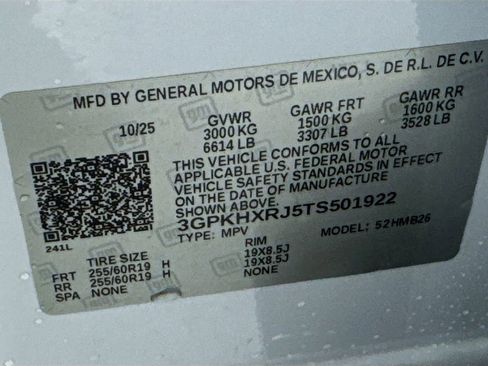 MFD BY GENERAL MOTORS DE MEXICO, S. DE R.L. DE C.V.
10/25 GVWR GAWR FRT GAWR RR
3000 KG 1500 KG 1600 KG
6614 LB 3307 LB 3528 LB
THIS VEHICLE CONFORMS TO ALL
APPLICABLE U.S. FEDERAL MOTOR
VEHICLE SAFETY STANDARDS IN EFFECT
ON THE DATE OF MANUFACTURE
SHOWN ABOVE.
3GPKHXRJ5TS501922
TYPE: MPV MODEL: 52HMB26
241L
TIRE SIZE RIM
FRT 255/60R19 H 19X8.5J
RR 255/60R19 H 19X8.5J
SPA NONE NONE